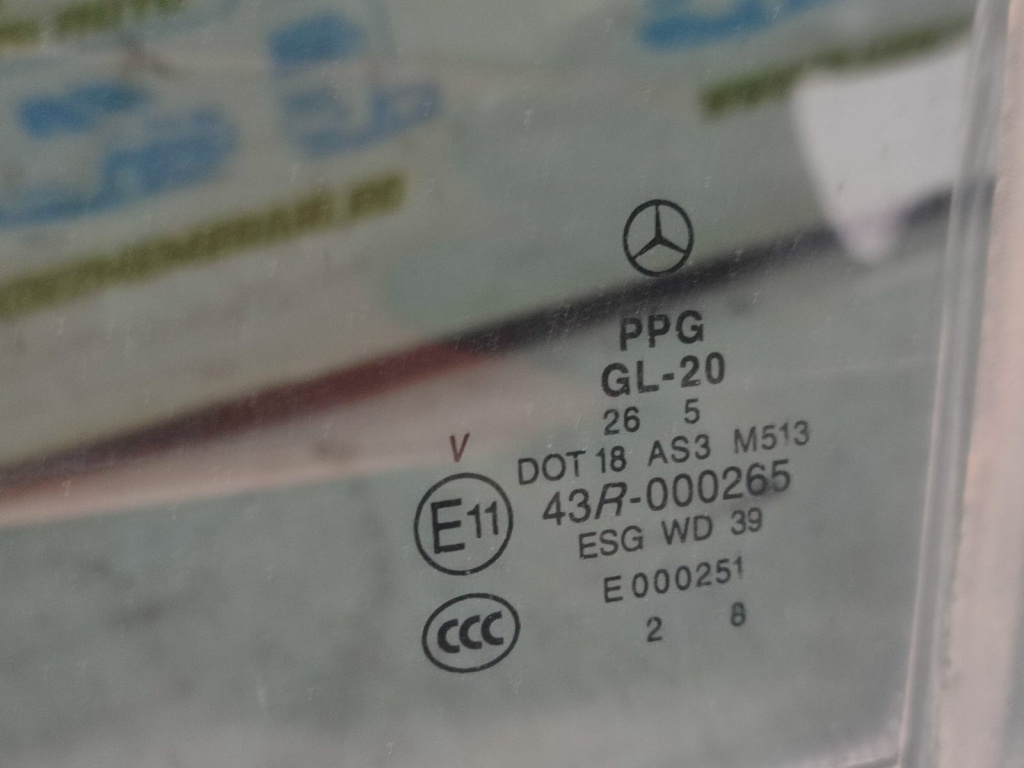 PPG
GL-20
26 5
DOT 18 AS3 M513
V
E11
43R-000265
ESG WD 39
E 000251
CCC
2 8